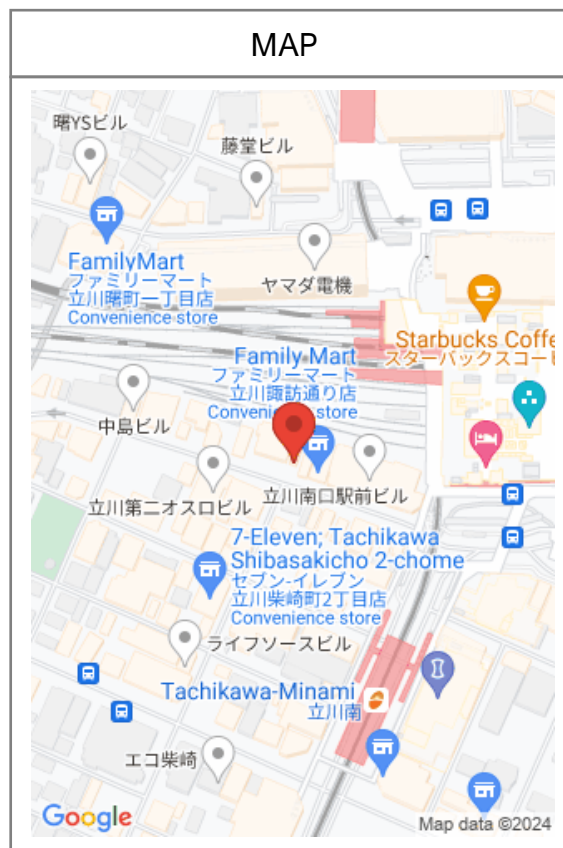 MAP
曙YSビル
藤堂ビル
FamilyMart
ファミリーマート
立川曙町一丁目店
Convenience store
ヤマダ電機
Starbucks Coffe
スターバックスコーヒ
Family Mart
ファミリーマート
立川諏訪通り店
Convenience store
中島ビル
立川第二オスロビル
立川南口駅前ビル
7-Eleven; Tachikawa
Shibasakicho 2-chome
セブン-イレブン
立川柴崎町2丁目店
Convenience store
ライフソースビル
Tachikawa-Minami
立川南
エコ柴崎
Google
Map data ©2024